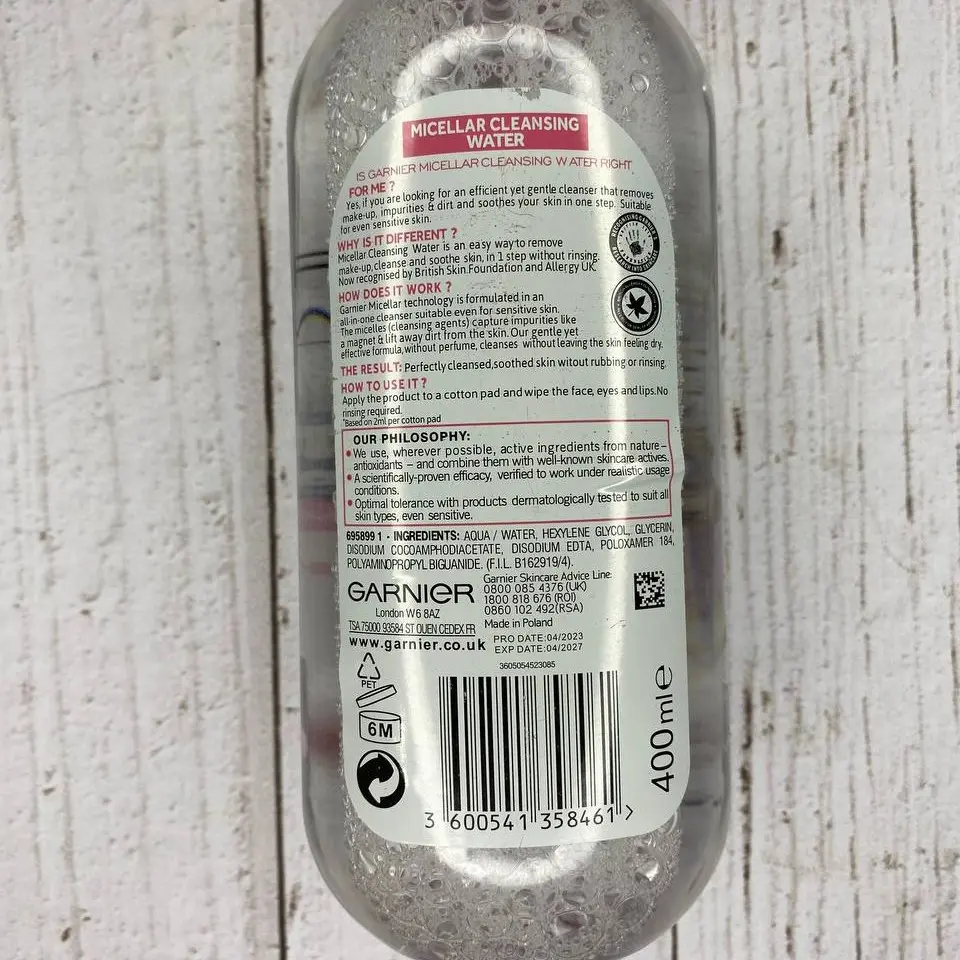 MICELLAR CLEANSING
WATER
IS GARNIER MICELLAR CLEANSING WATER RIGHT
FOR ME ?
Yes, if you are looking for an efficient yet gentle cleanser that removes
make-up, impurities & dirt and soothes your skin in one step. Suitable
for even sensitive skin.
WHY IS IT DIFFERENT ?
Micellar Cleansing Water is an easy way to remove
make-up, cleanse and soothe skin, in 1 step without rinsing.
Now recognised by British Skin Foundation and Allergy UK.
HOW DOES IT WORK ?
Garnier Micellar technology is formulated in an
all-in-one cleanser suitable even for sensitive skin.
The micelles (cleansing agents) capture impurities like
a magnet & lift away dirt from the skin. Our gentle yet
effective formula, without perfume, cleanses without leaving the skin feeling dry.
THE RESULT: Perfectly cleansed,soothed skin witout rubbing or rinsing.
HOW TO USE IT ?
Apply the product to a cotton pad and wipe the face, eyes and lips. No
rinsing required.
*Based on 2ml per cotton pad
OUR PHILOSOPHY:
• We use, wherever possible, active ingredients from nature –
antioxidants – and combine them with well-known skincare actives.
• A scientifically-proven efficacy, verified to work under realistic usage
conditions.
• Optimal tolerance with products dermatologically tested to suit all
skin types, even sensitive.
695899 1 - INGREDIENTS: AQUA / WATER, HEXYLENE GLYCOL, GLYCERIN,
DISODIUM COCOAMPHODIACETATE, DISODIUM EDTA, POLOXAMER 184,
POLYAMINOPROPYL BIGUANIDE. (F.I.L. B162919/4).
GARNIER
London W6 8AZ
TSA 75000 93584 ST OUEN CEDEX FR
www.garnier.co.uk
Garnier Skincare Advice Line:
0800 085 4376 (UK)
1800 818 676 (ROI)
0860 102 492(RSA)
Made in Poland
PRO DATE:04/2023
EXP DATE:04/2027
3605054523085
PET
6M
400 ml e
3 600541 358461 >